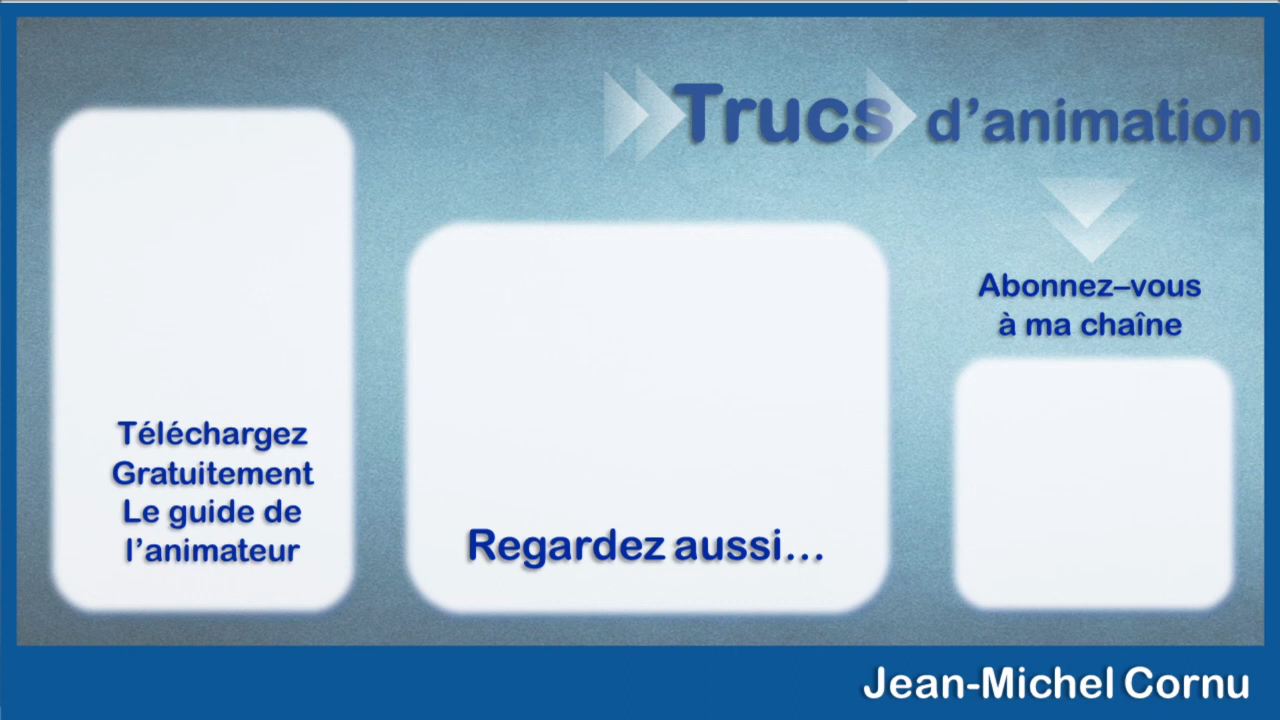 Trucs d’animation
Abonnez–vous
à ma chaîne
Téléchargez
Gratuitement
Le guide de
l’animateur
Regardez aussi…
Jean-Michel Cornu